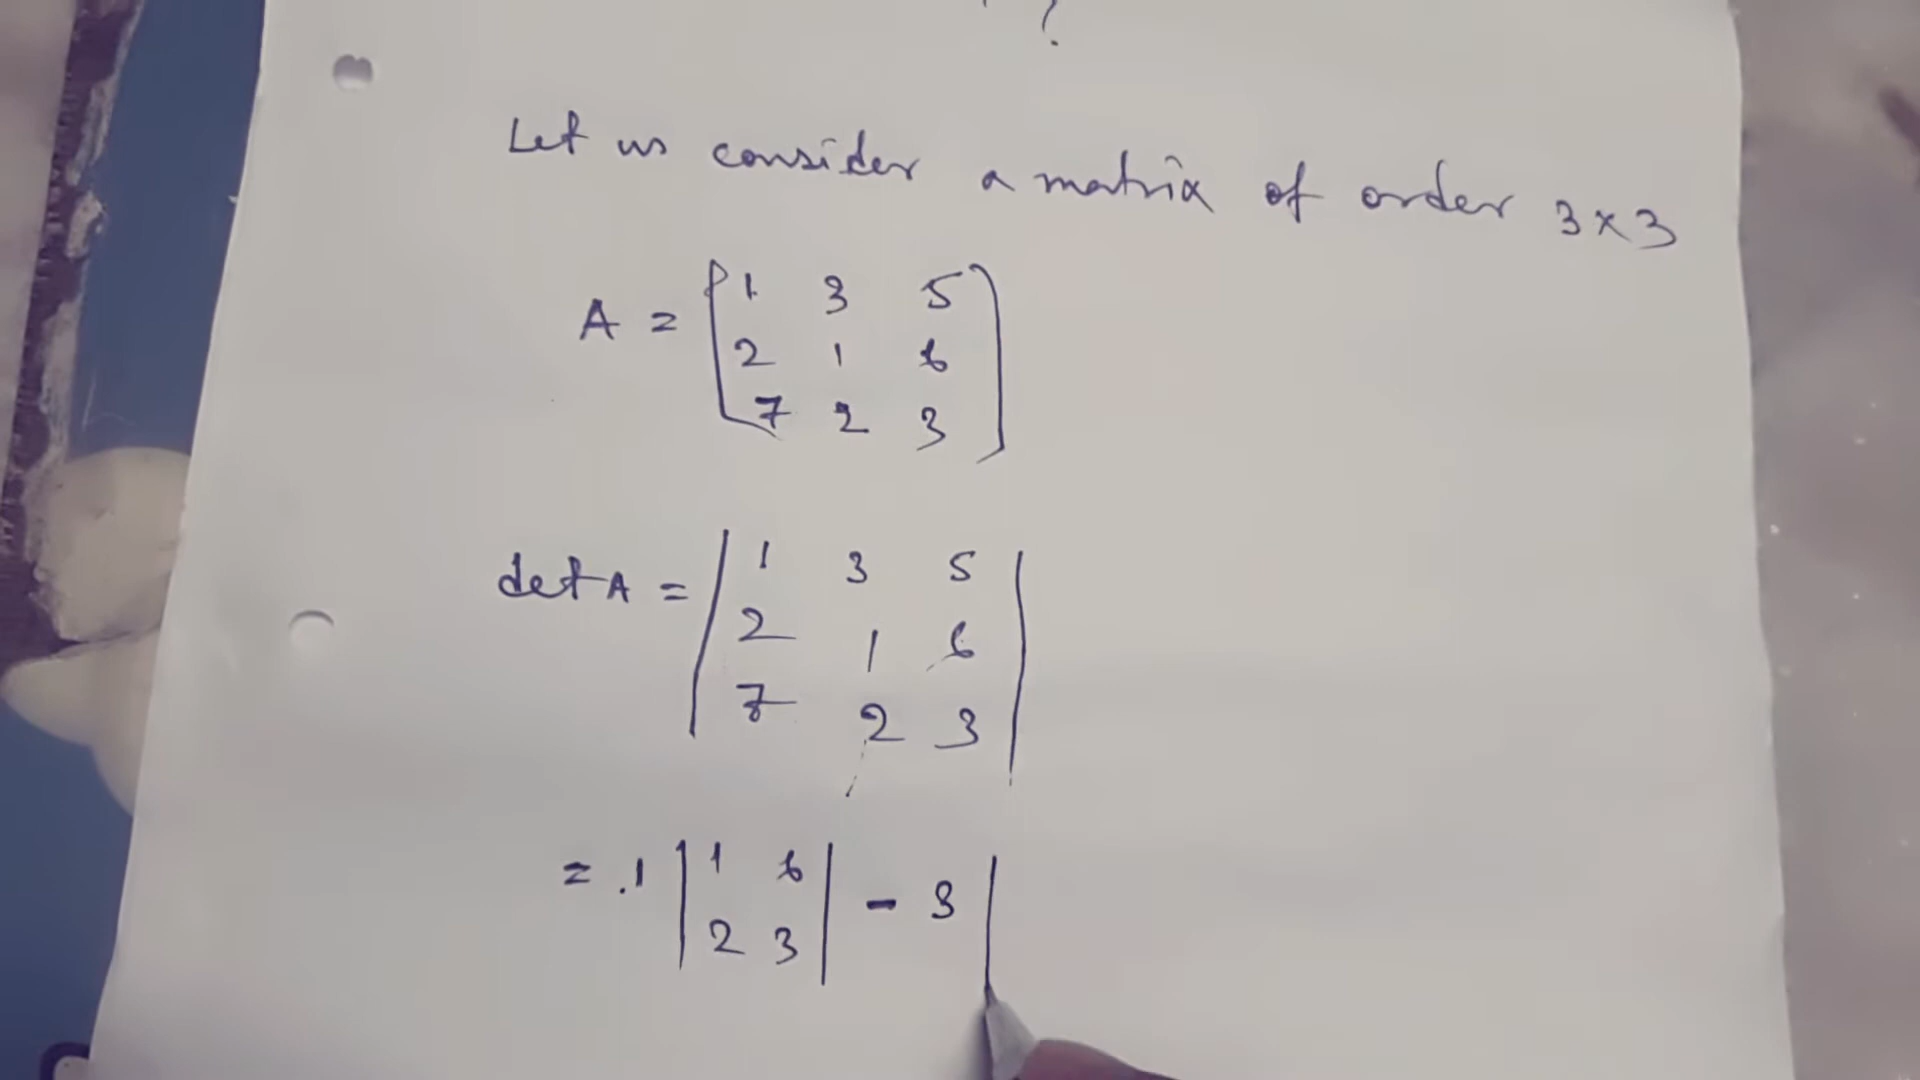 ?
Let us consider a matrix of order 3×3
A = [1 3 5
2 1 6
7 2 3]
det A = |1 3 5
2 1 6
7 2 3|
= .1 |1 6
2 3| - 3 |